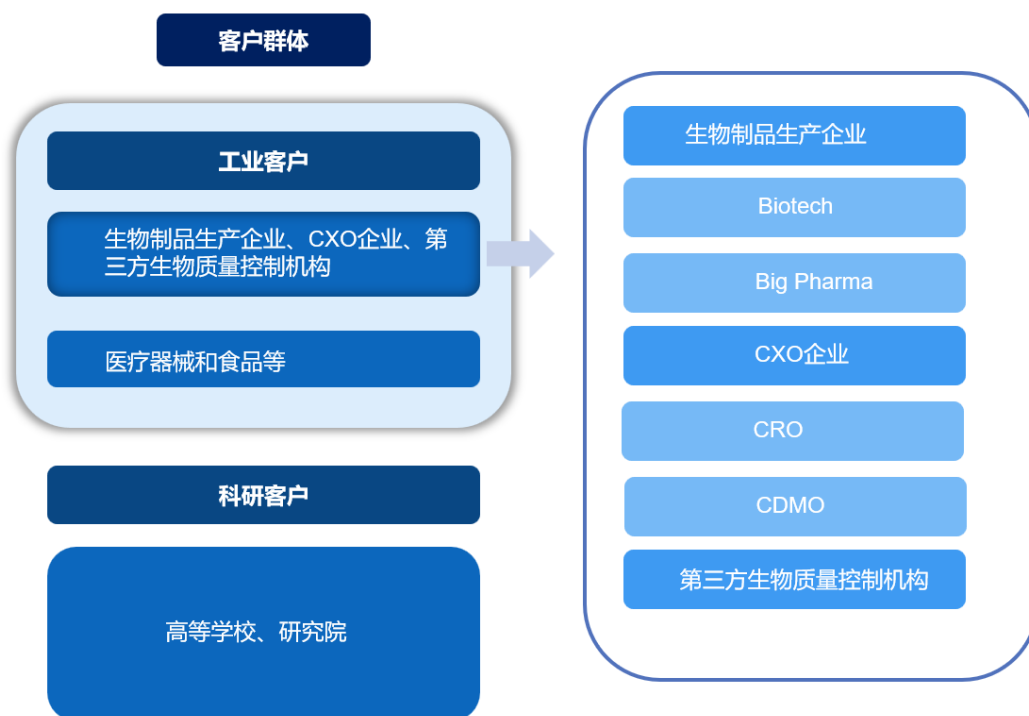 客户群体
工业客户
生物制品生产企业、CXO企业、第
三方生物质量控制机构
医疗器械和食品等
科研客户
高等学校、研究院
生物制品生产企业
Biotech
Big Pharma
CXO企业
CRO
CDMO
第三方生物质量控制机构